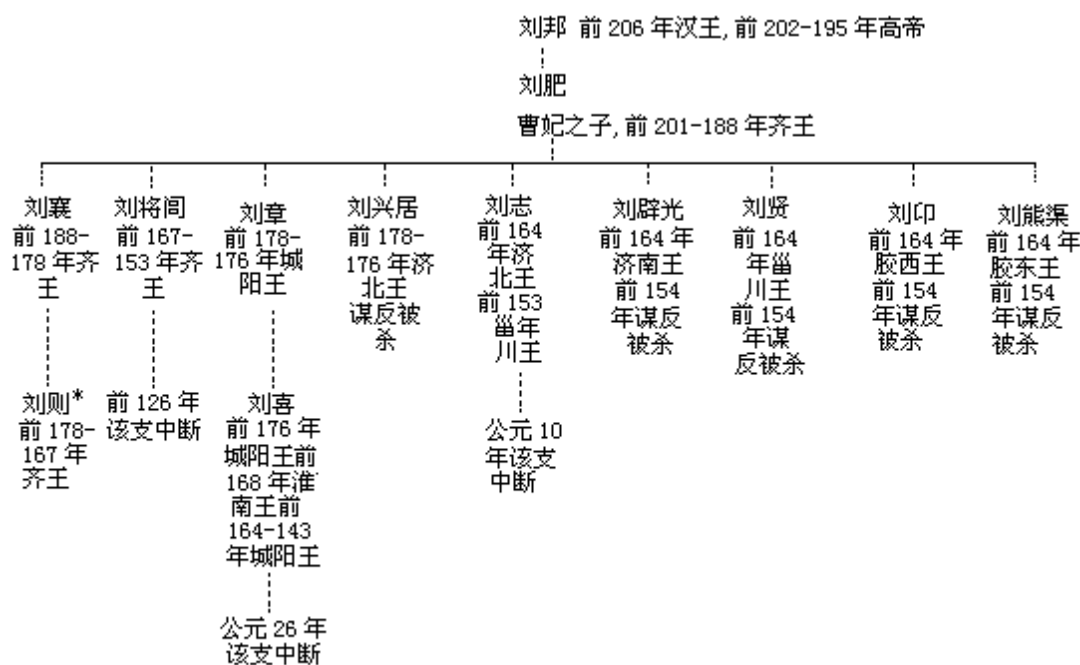 刘邦 前 206 年汉王, 前 202-195 年高帝
刘肥
曹妃之子, 前 201-188 年齐王
刘襄
前 188-
178 年齐
王
刘将闾
前 167-
153 年齐
王
刘章
前 178-
176 年城
阳王
刘兴居
前 178-
176 年济
北王
谋反被
杀
刘志
前 164
年济
北王
前 153
甾年
川王
刘辟光
前 164 年
济南王
前 154
年谋反
被杀
刘贤
前 164
年甾
川王
前 154
年谋
反被杀
刘卬
前 164 年
胶西王
前 154
年谋反
被杀
刘熊渠
前 164 年
胶东王
前 154
年谋反
被杀
刘则*
前 178-
167 年
齐王
前 126 年
该支中断
刘喜
前 176 年
城阳王前
168 年淮
南王前
164-143
年城阳王
公元 10
年该支
中断
公元 26 年
该支中断